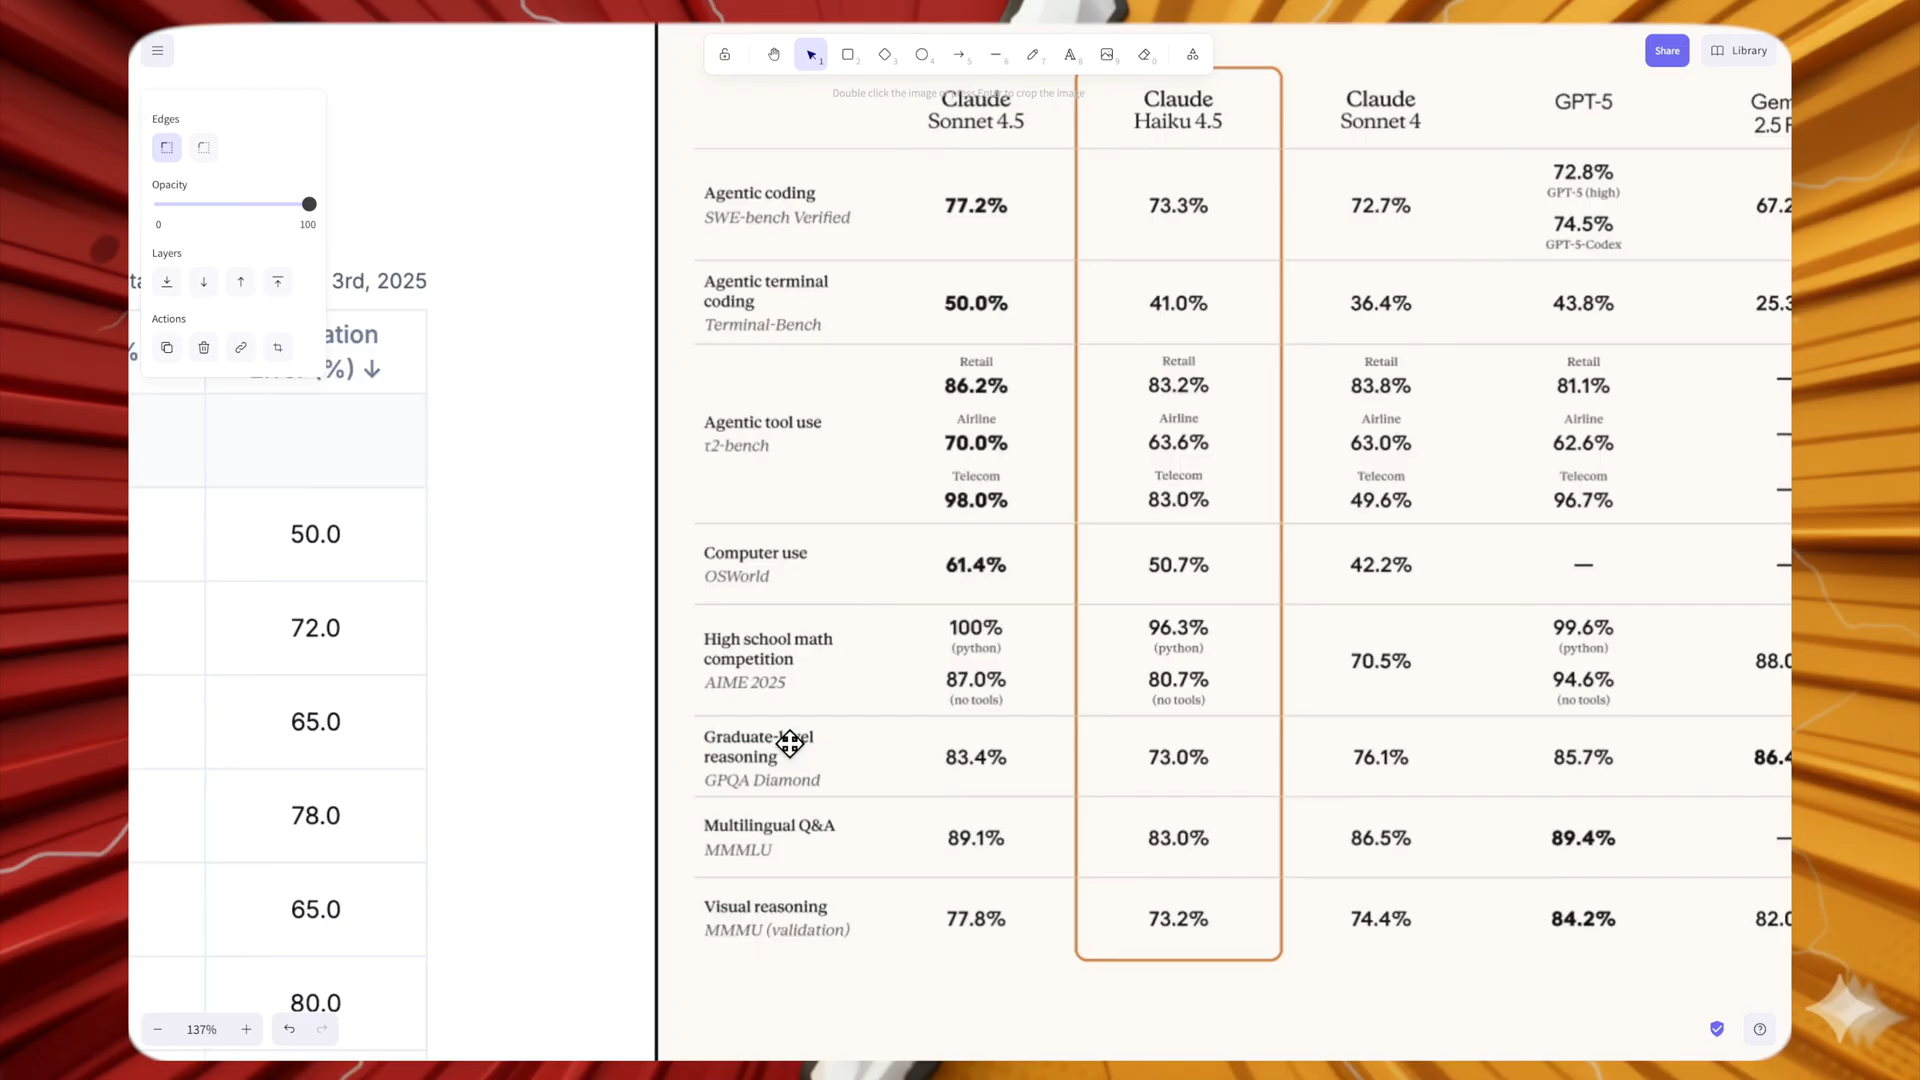 Share
Library
1
2
3
4
5
6
7
8
9
0
Double click the image or press Enter to crop the image
Edges
Opacity
0
100
Layers
Actions
3rd, 2025
(%) ↓
50.0
72.0
65.0
78.0
65.0
80.0
137%
Claude
Sonnet 4.5
Claude
Haiku 4.5
Claude
Sonnet 4
GPT-5
Agentic coding
SWE-bench Verified
77.2%
73.3%
72.7%
72.8%
GPT-5 (high)
74.5%
GPT-5-Codex
67.2
Agentic terminal
coding
Terminal-Bench
50.0%
41.0%
36.4%
43.8%
25.3
Agentic tool use
τ2-bench
Retail
86.2%
Airline
70.0%
Telecom
98.0%
Retail
83.2%
Airline
63.6%
Telecom
83.0%
Retail
83.8%
Airline
63.0%
Telecom
49.6%
Retail
81.1%
Airline
62.6%
Telecom
96.7%
—
—
—
Computer use
OSWorld
61.4%
50.7%
42.2%
—
—
High school math
competition
AIME 2025
100%
(python)
87.0%
(no tools)
96.3%
(python)
80.7%
(no tools)
70.5%
99.6%
(python)
94.6%
(no tools)
88.0
Graduate-level
reasoning
GPQA Diamond
83.4%
73.0%
76.1%
85.7%
86.4
Multilingual Q&A
MMMLU
89.1%
83.0%
86.5%
89.4%
—
Visual reasoning
MMMU (validation)
77.8%
73.2%
74.4%
84.2%
82.0